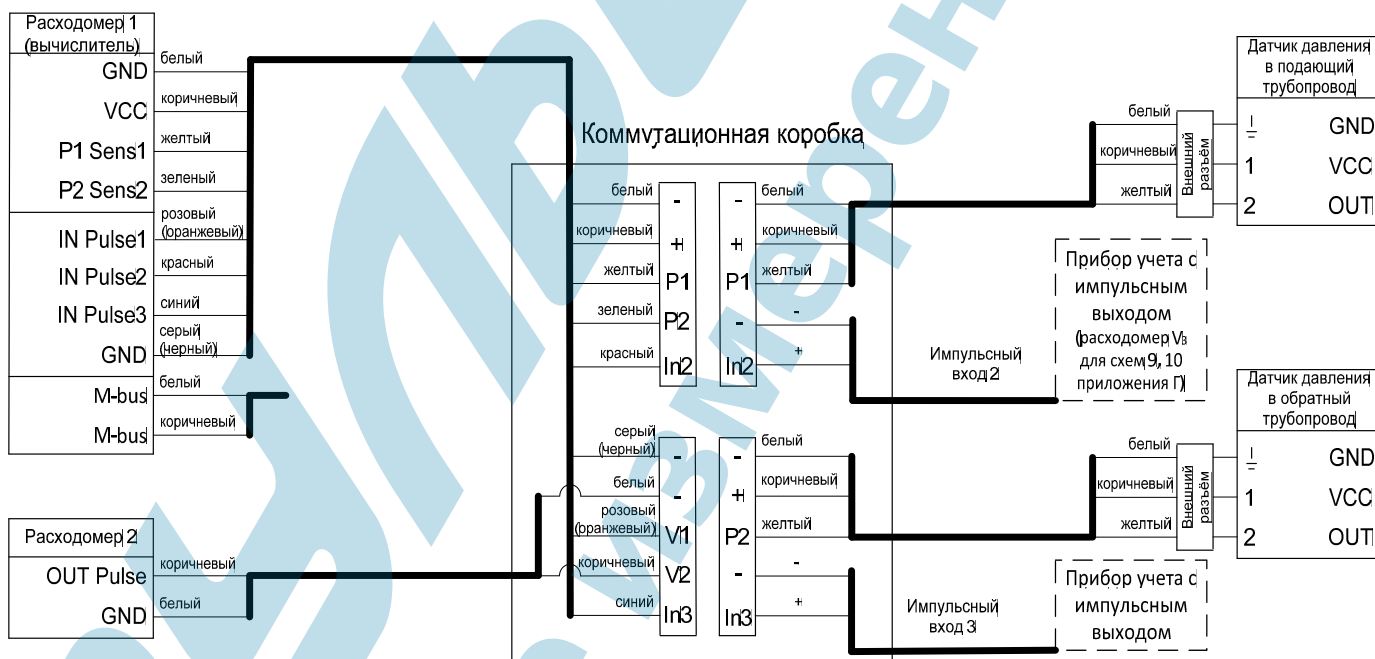 Расходомер 1
(вычислитель)
GND
белый
VCC
коричневый
P1 Sens1
желтый
P2 Sens2
зеленый
IN Pulse1
розовый
(оранжевый)
IN Pulse2
красный
IN Pulse3
синий
GND
серый
(черный)
M-bus
белый
M-bus
коричневый
Расходомер 2
OUT Pulse
коричневый
GND
белый
Коммутационная коробка
белый
-
коричневый
+
желтый
P1
зеленый
P2
красный
In2
-
белый
+
коричневый
P1
желтый
-
-
In2
+
Импульсный
вход 2
серый
(черный)
-
белый
-
розовый
(оранжевый)
V1
коричневый
V2
синий
In3
-
белый
+
коричневый
P2
желтый
-
-
In3
+
Импульсный
вход 3
белый
коричневый
желтый
Внешний
разъём
Датчик давления
в подающий
трубопровод
GND
1
VCC
2
OUT
Прибор учета с
импульсным
выходом
(расходомер V3
для схем 9, 10
приложения Г)
белый
коричневый
желтый
Внешний
разъём
Датчик давления
в обратный
трубопровод
GND
1
VCC
2
OUT
Прибор учета с
импульсным
выходом
измерен